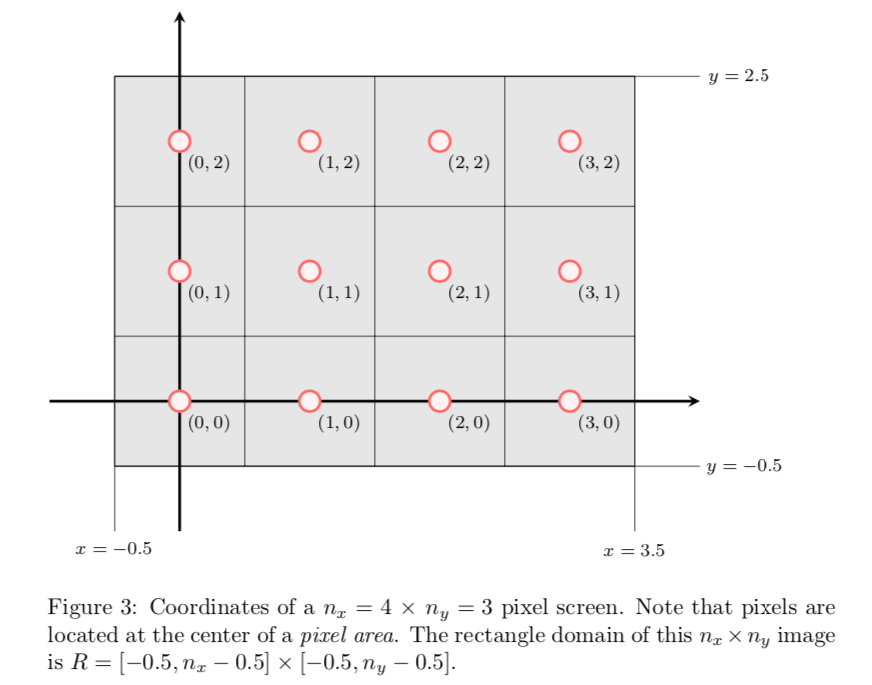 y = 2.5
(0, 2) (1, 2) (2, 2) (3, 2)
(0, 1) (1, 1) (2, 1) (3, 1)
(0, 0) (1, 0) (2, 0) (3, 0)
y = −0.5
x = −0.5 x = 3.5
Figure 3: Coordinates of a nₓ = 4 × n_y = 3 pixel screen. Note that pixels are
located at the center of a pixel area. The rectangle domain of this nₓ × n_y image
is R = [−0.5, nₓ − 0.5] × [−0.5, n_y − 0.5].